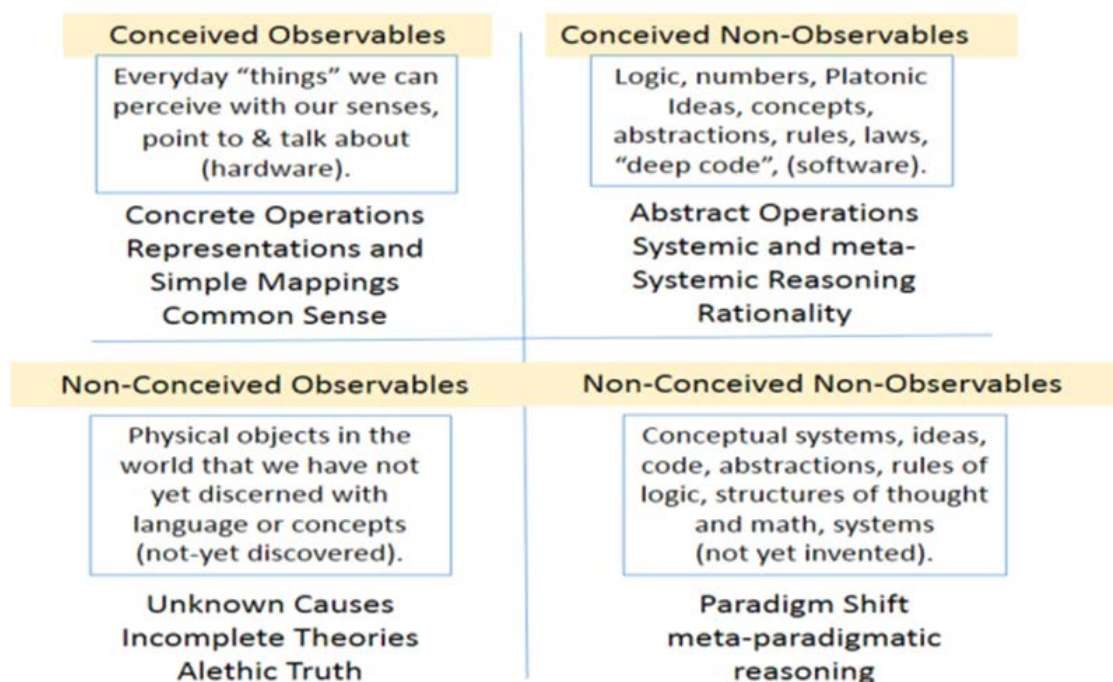 Conceived Observables
Everyday “things” we can
perceive with our senses,
point to & talk about
(hardware).
Concrete Operations
Representations and
Simple Mappings
Common Sense
Conceived Non-Observables
Logic, numbers, Platonic
Ideas, concepts,
abstractions, rules, laws,
“deep code”, (software).
Abstract Operations
Systemic and meta-
Systemic Reasoning
Rationality
Non-Conceived Observables
Physical objects in the
world that we have not
yet discerned with
language or concepts
(not-yet discovered).
Unknown Causes
Incomplete Theories
Alethic Truth
Non-Conceived Non-Observables
Conceptual systems, ideas,
code, abstractions, rules of
logic, structures of thought
and math, systems
(not yet invented).
Paradigm Shift
meta-paradigmatic
reasoning